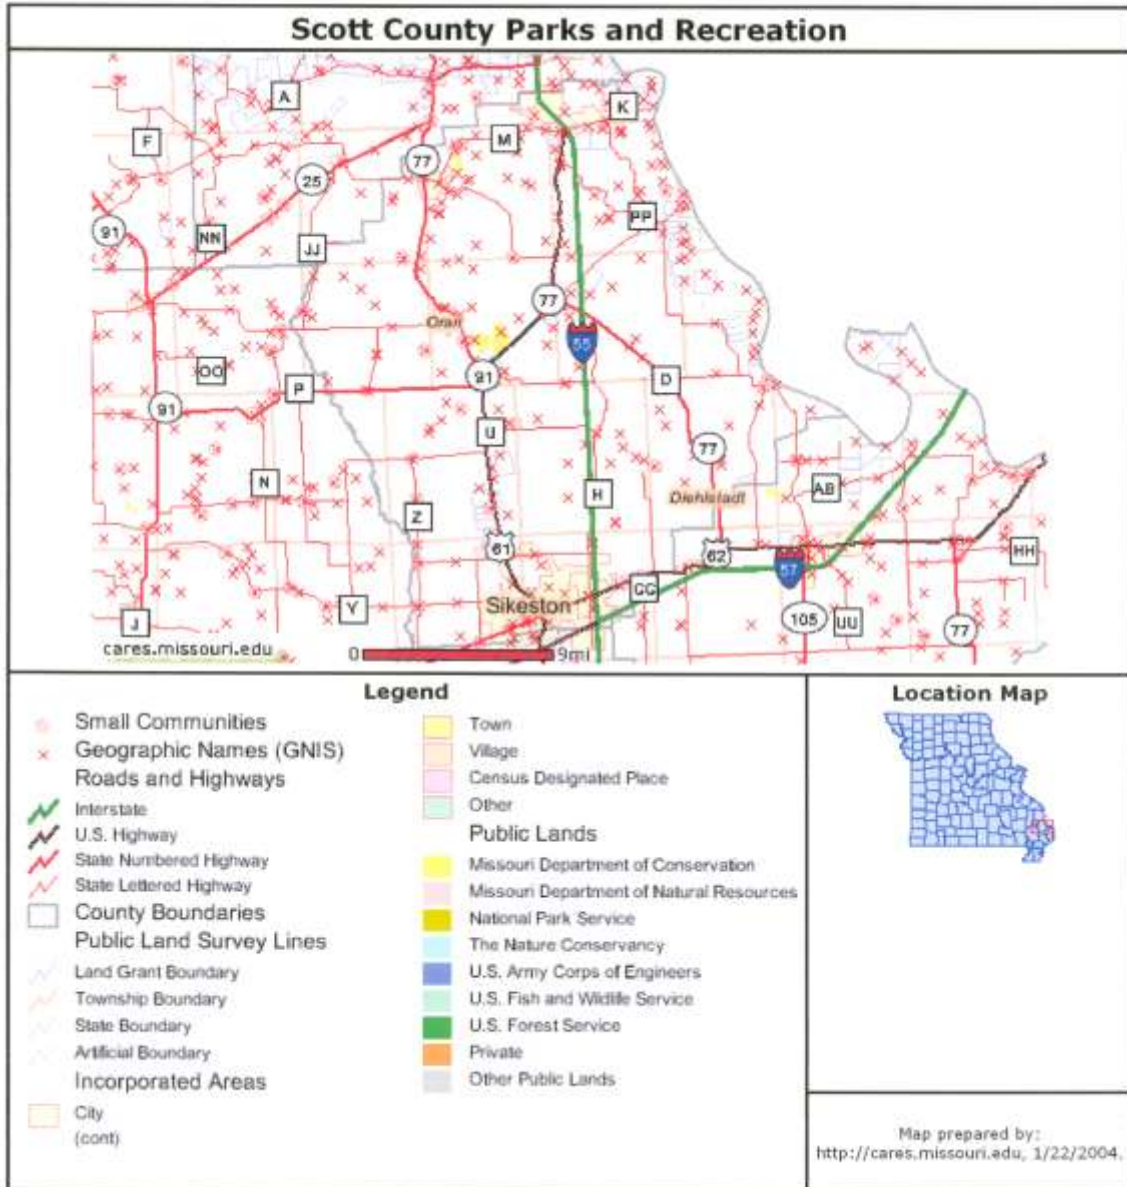 Scott County Parks and Recreation
A
K
F
M
77
25
PP
91
NN
JJ
77
Oran
55
OO
91
D
P
91
U
77
N
AB
H
Diehlstadt
Z
61
62
HH
57
GG
Y
Sikeston
J
105
UU
77
cares.missouri.edu
0 9mi
Legend
Small Communities
Geographic Names (GNIS)
Roads and Highways
Interstate
U.S. Highway
State Numbered Highway
State Lettered Highway
County Boundaries
Public Land Survey Lines
Land Grant Boundary
Township Boundary
State Boundary
Artificial Boundary
Incorporated Areas
City
(cont)
Town
Village
Census Designated Place
Other
Public Lands
Missouri Department of Conservation
Missouri Department of Natural Resources
National Park Service
The Nature Conservancy
U.S. Army Corps of Engineers
U.S. Fish and Wildlife Service
U.S. Forest Service
Private
Other Public Lands
Location Map
Map prepared by:
http://cares.missouri.edu, 1/22/2004.